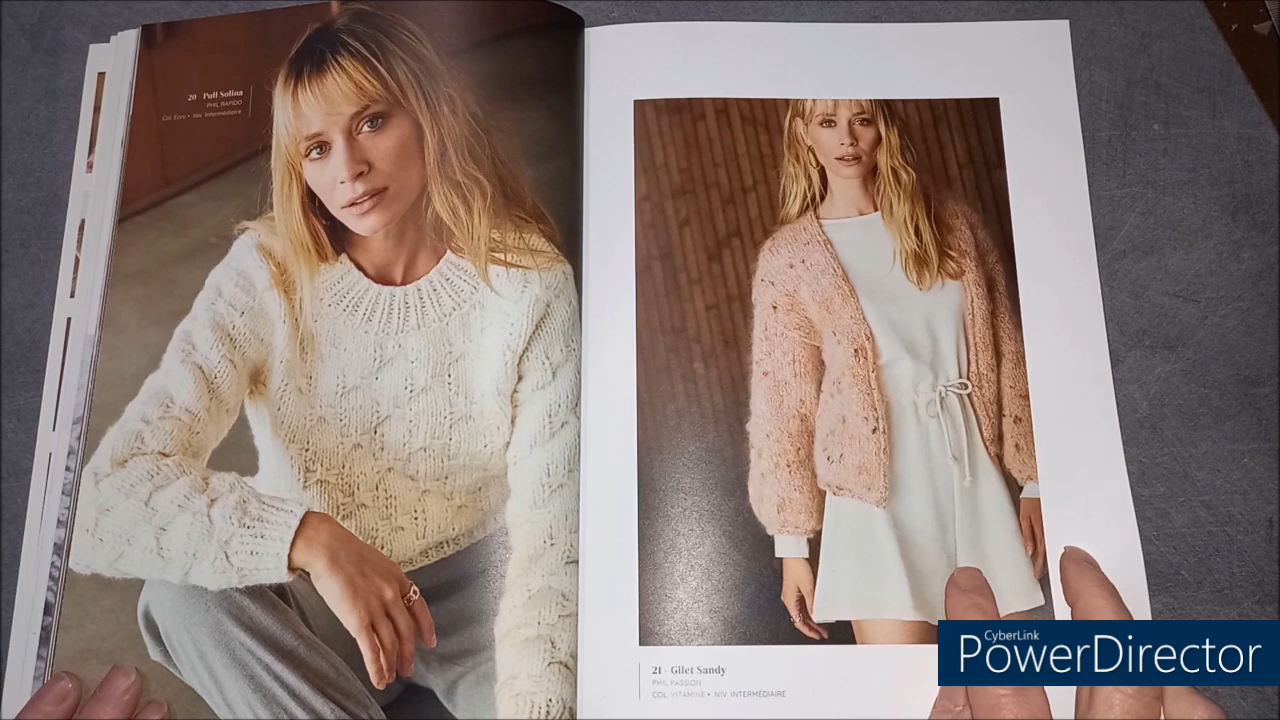 20 - Pull Solina
PHIL RAPIDO
Col. Écru • Niv. Intermédiaire
21 - Gilet Sandy
PHIL PASSION
COL. VITAMINE • NIV. INTERMÉDIAIRE
CyberLink
PowerDirector